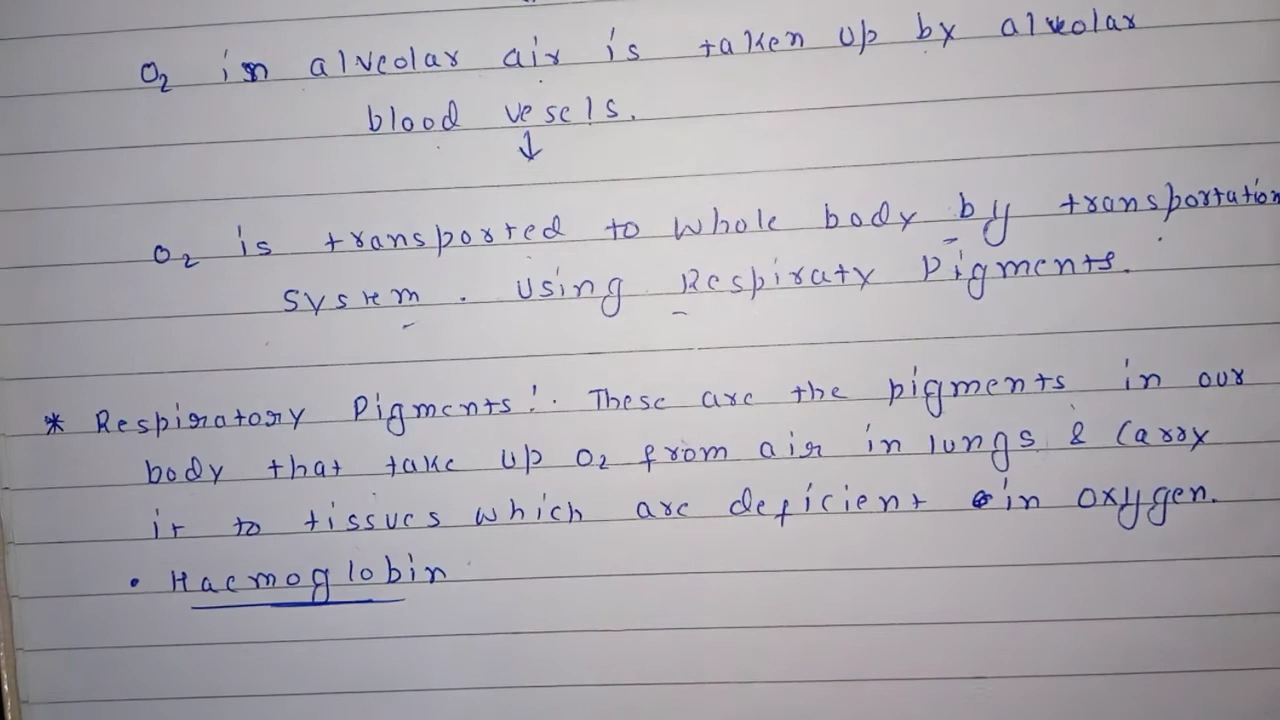 O2 in alveolar air is taken up by alveolar
blood vesels.
↓
O2 is transported to whole body by transportation
system. Using Respiraty Pigments.
* Respiratory Pigments:. These are the pigments in our
body that take up O2 from air in lungs & Carry
it to tissues which are deficient in oxygen.
• Haemoglobin